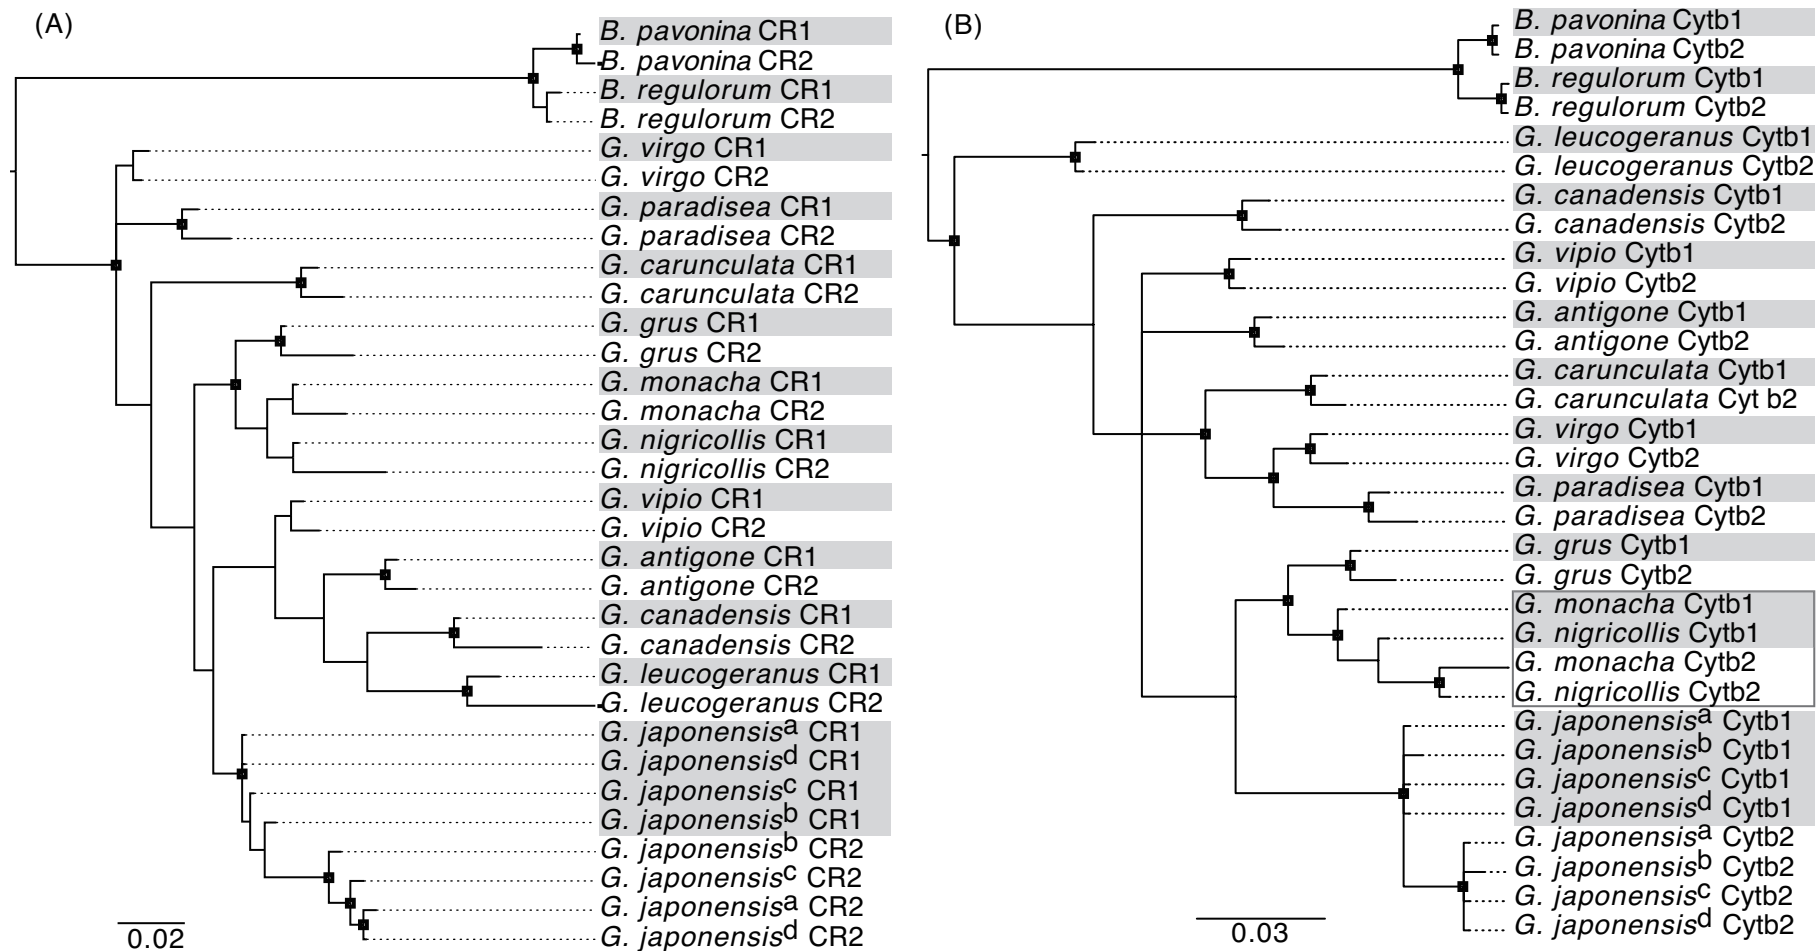 (A)
B. pavonina CR1
B. pavonina CR2
B. regulorum CR1
B. regulorum CR2
G. virgo CR1
G. virgo CR2
G. paradisea CR1
G. paradisea CR2
G. carunculata CR1
G. carunculata CR2
G. grus CR1
G. grus CR2
G. monacha CR1
G. monacha CR2
G. nigricollis CR1
G. nigricollis CR2
G. vipio CR1
G. vipio CR2
G. antigone CR1
G. antigone CR2
G. canadensis CR1
G. canadensis CR2
G. leucogeranus CR1
G. leucogeranus CR2
G. japonensisa CR1
G. japonensisd CR1
G. japonensisc CR1
G. japonensisb CR1
G. japonensisb CR2
G. japonensisc CR2
G. japonensisa CR2
G. japonensisd CR2
0.02
(B)
B. pavonina Cytb1
B. pavonina Cytb2
B. regulorum Cytb1
B. regulorum Cytb2
G. leucogeranus Cytb1
G. leucogeranus Cytb2
G. canadensis Cytb1
G. canadensis Cytb2
G. vipio Cytb1
G. vipio Cytb2
G. antigone Cytb1
G. antigone Cytb2
G. carunculata Cytb1
G. carunculata Cyt b2
G. virgo Cytb1
G. virgo Cytb2
G. paradisea Cytb1
G. paradisea Cytb2
G. grus Cytb1
G. grus Cytb2
G. monacha Cytb1
G. nigricollis Cytb1
G. monacha Cytb2
G. nigricollis Cytb2
G. japonensisa Cytb1
G. japonensisb Cytb1
G. japonensisc Cytb1
G. japonensisd Cytb1
G. japonensisa Cytb2
G. japonensisb Cytb2
G. japonensisc Cytb2
G. japonensisd Cytb2
0.03